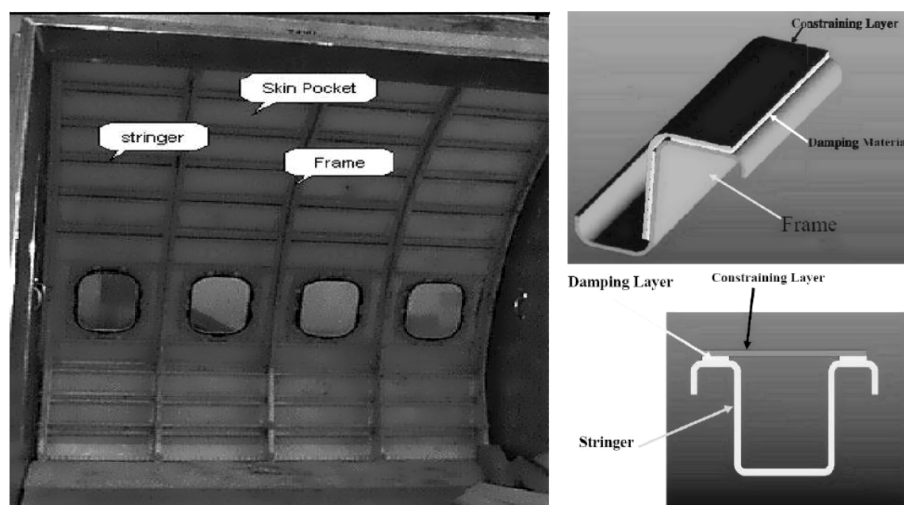 Skin Pocket
stringer
Frame
Constraining Layer
Damping Materia
Frame
Damping Layer
Constraining Layer
Stringer